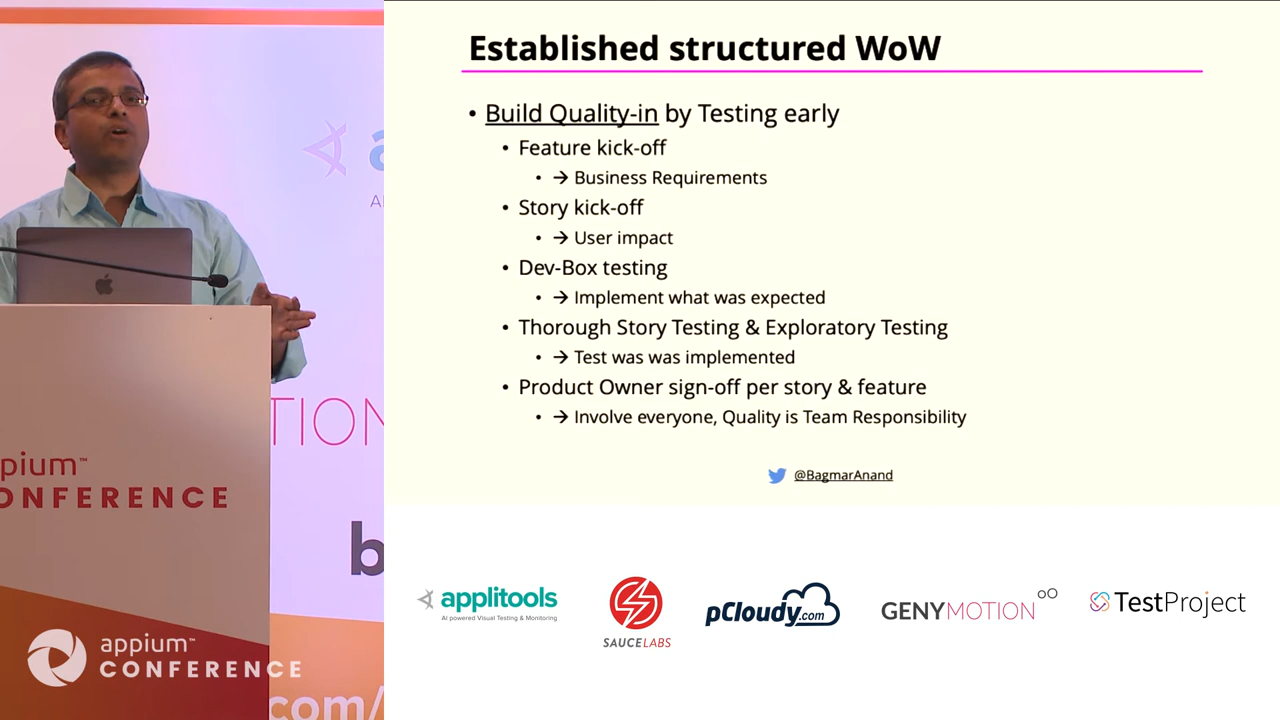 Established structured WoW
• Build Quality-in by Testing early
• Feature kick-off
• → Business Requirements
• Story kick-off
• → User impact
• Dev-Box testing
• → Implement what was expected
• Thorough Story Testing & Exploratory Testing
• → Test was was implemented
• Product Owner sign-off per story & feature
• → Involve everyone, Quality is Team Responsibility
@BagmarAnand
applitools
AI powered Visual Testing & Monitoring
SAUCELABS
pCloudy.com
GENYMOTION
TestProject
a
A
TION
pium™
ONFERENCE
b
.com/
appium™
CONFERENCE